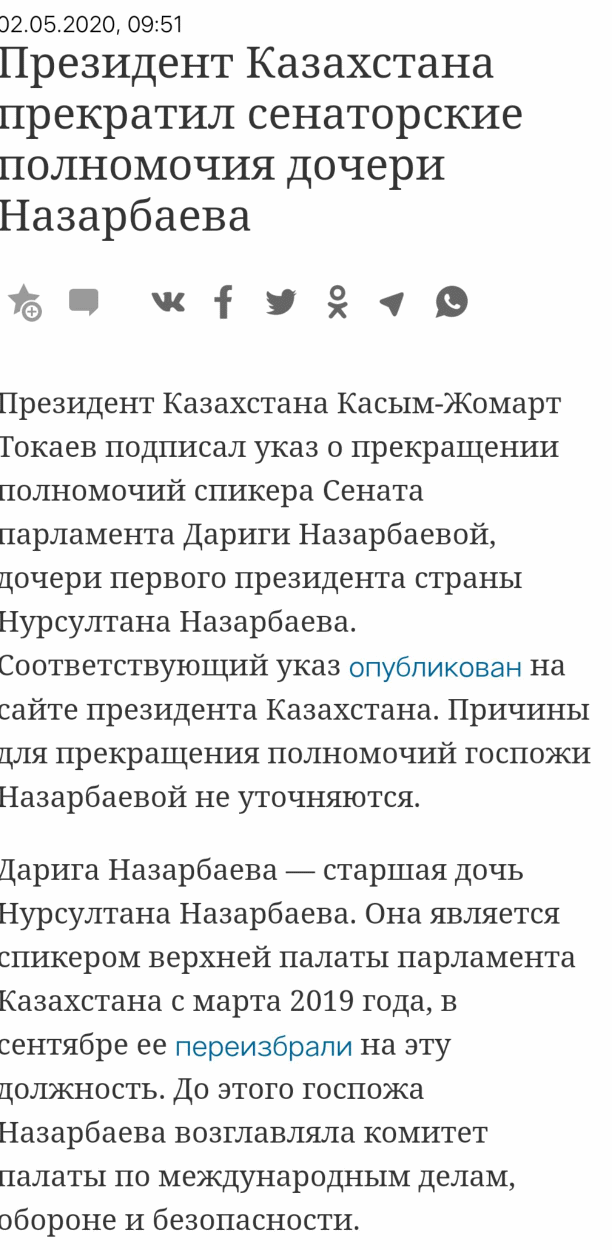 02.05.2020, 09:51
Президент Казахстана
прекратил сенаторские
полномочия дочери
Назарбаева
Президент Казахстана Касым-Жомарт
Токаев подписал указ о прекращении
полномочий спикера Сената
парламента Дариги Назарбаевой,
дочери первого президента страны
Нурсултана Назарбаева.
Соответствующий указ опубликован на
сайте президента Казахстана. Причины
для прекращения полномочий госпожи
Назарбаевой не уточняются.
Дарига Назарбаева — старшая дочь
Нурсултана Назарбаева. Она является
спикером верхней палаты парламента
Казахстана с марта 2019 года, в
сентябре ее переизбрали на эту
должность. До этого госпожа
Назарбаева возглавляла комитет
палаты по международным делам,
обороне и безопасности.